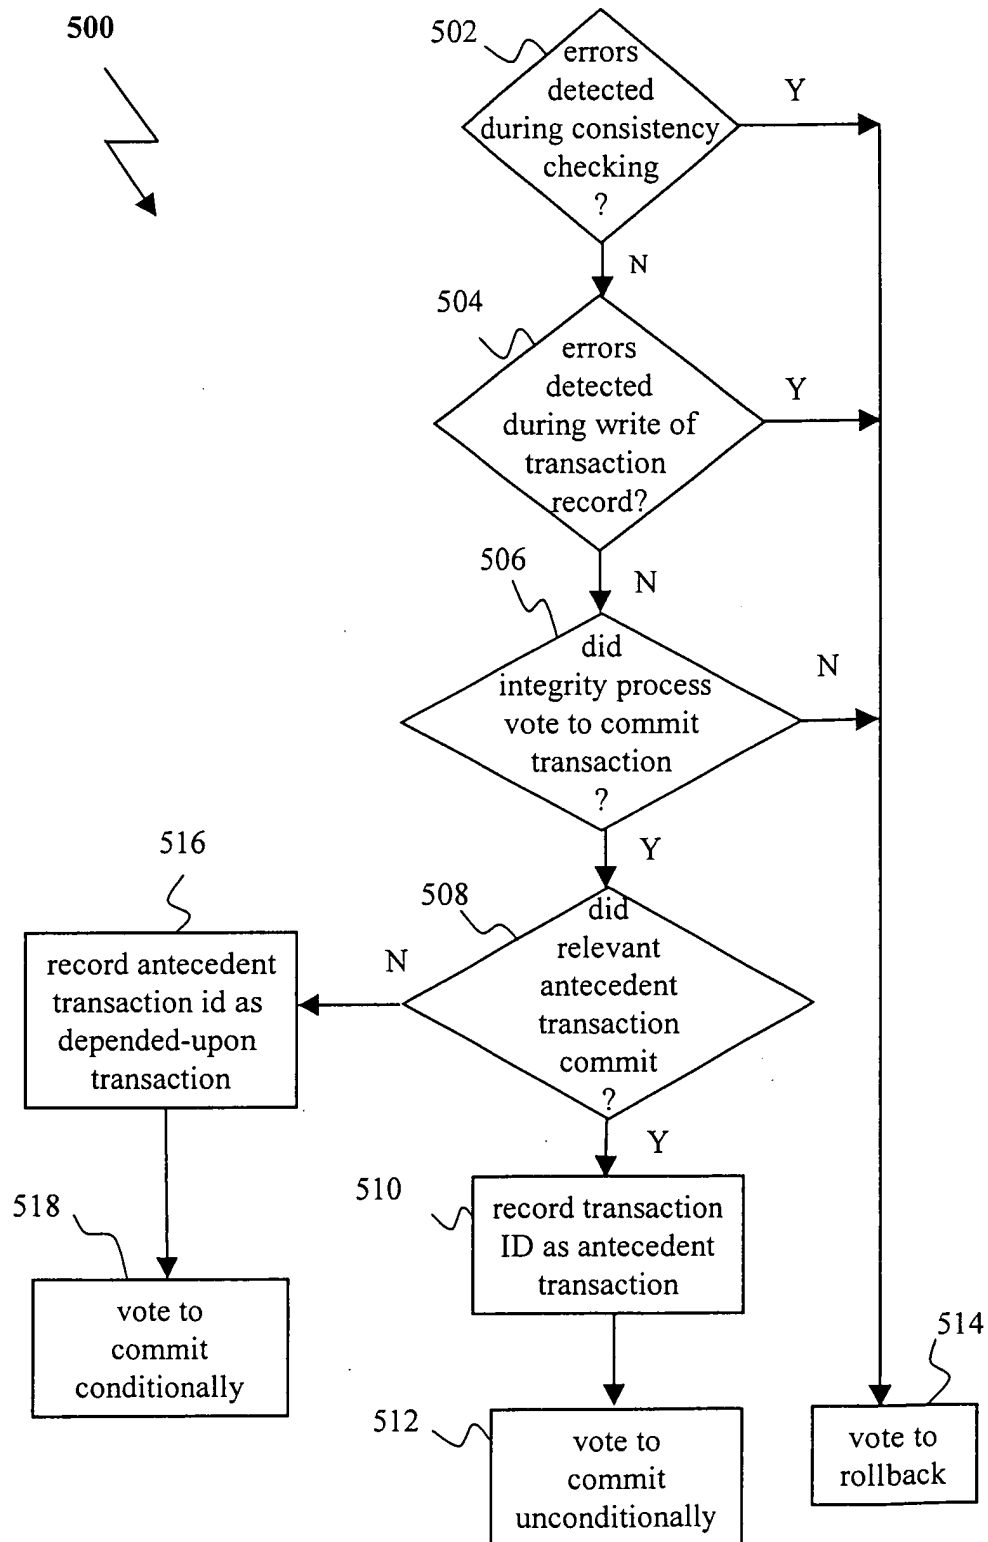 500
502
errors
detected
during consistency
checking
?
Y
N
504
errors
detected
during write of
transaction
record?
Y
N
506
did
integrity process
vote to commit
transaction
?
N
Y
516
508
did
relevant
antecedent
transaction
commit
?
N
record antecedent
transaction id as
depended-upon
transaction
Y
518
510
record transaction
ID as antecedent
transaction
vote to
commit
conditionally
514
512
vote to
commit
unconditionally
vote to
rollback